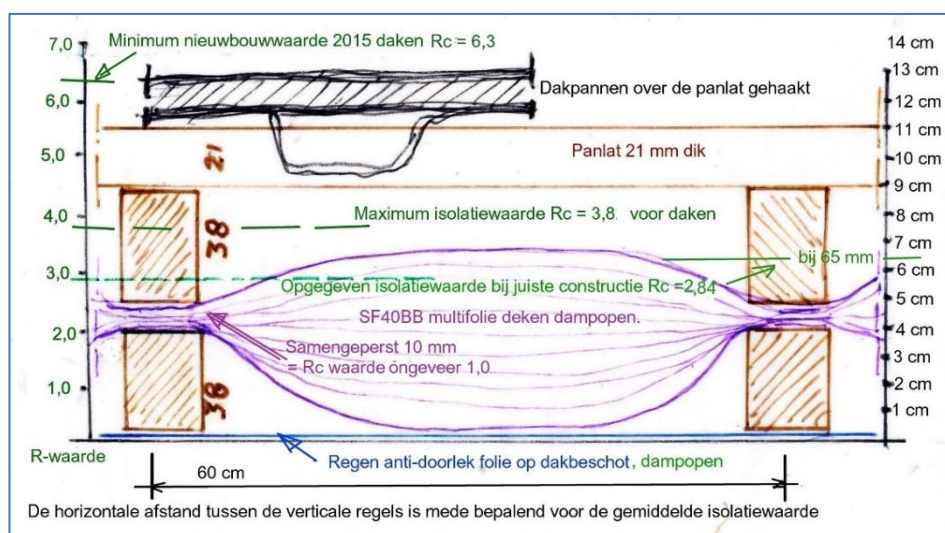 7,0
Minimum nieuwbouwwaarde 2015 daken Rc = 6,3
14 cm
13 cm
6,0
Dakpannen over de panlat gehaakt
12 cm
11 cm
5,0
21
Panlat 21 mm dik
10 cm
9 cm
4,0
38
Maximum isolatiewaarde Rc = 3,8 voor daken
8 cm
7 cm
bij 65 mm
3,0
6 cm
Opgegeven isolatiewaarde bij juiste constructie Rc =2,84
5 cm
SF40BB multifolie deken dampopen.
2,0
4 cm
Samengeperst 10 mm
= Rc waarde ongeveer 1,0
3 cm
1,0
38
2 cm
1 cm
R-waarde
Regen anti-doorlek folie op dakbeschot, dampopen
60 cm
De horizontale afstand tussen de verticale regels is mede bepalend voor de gemiddelde isolatiewaarde